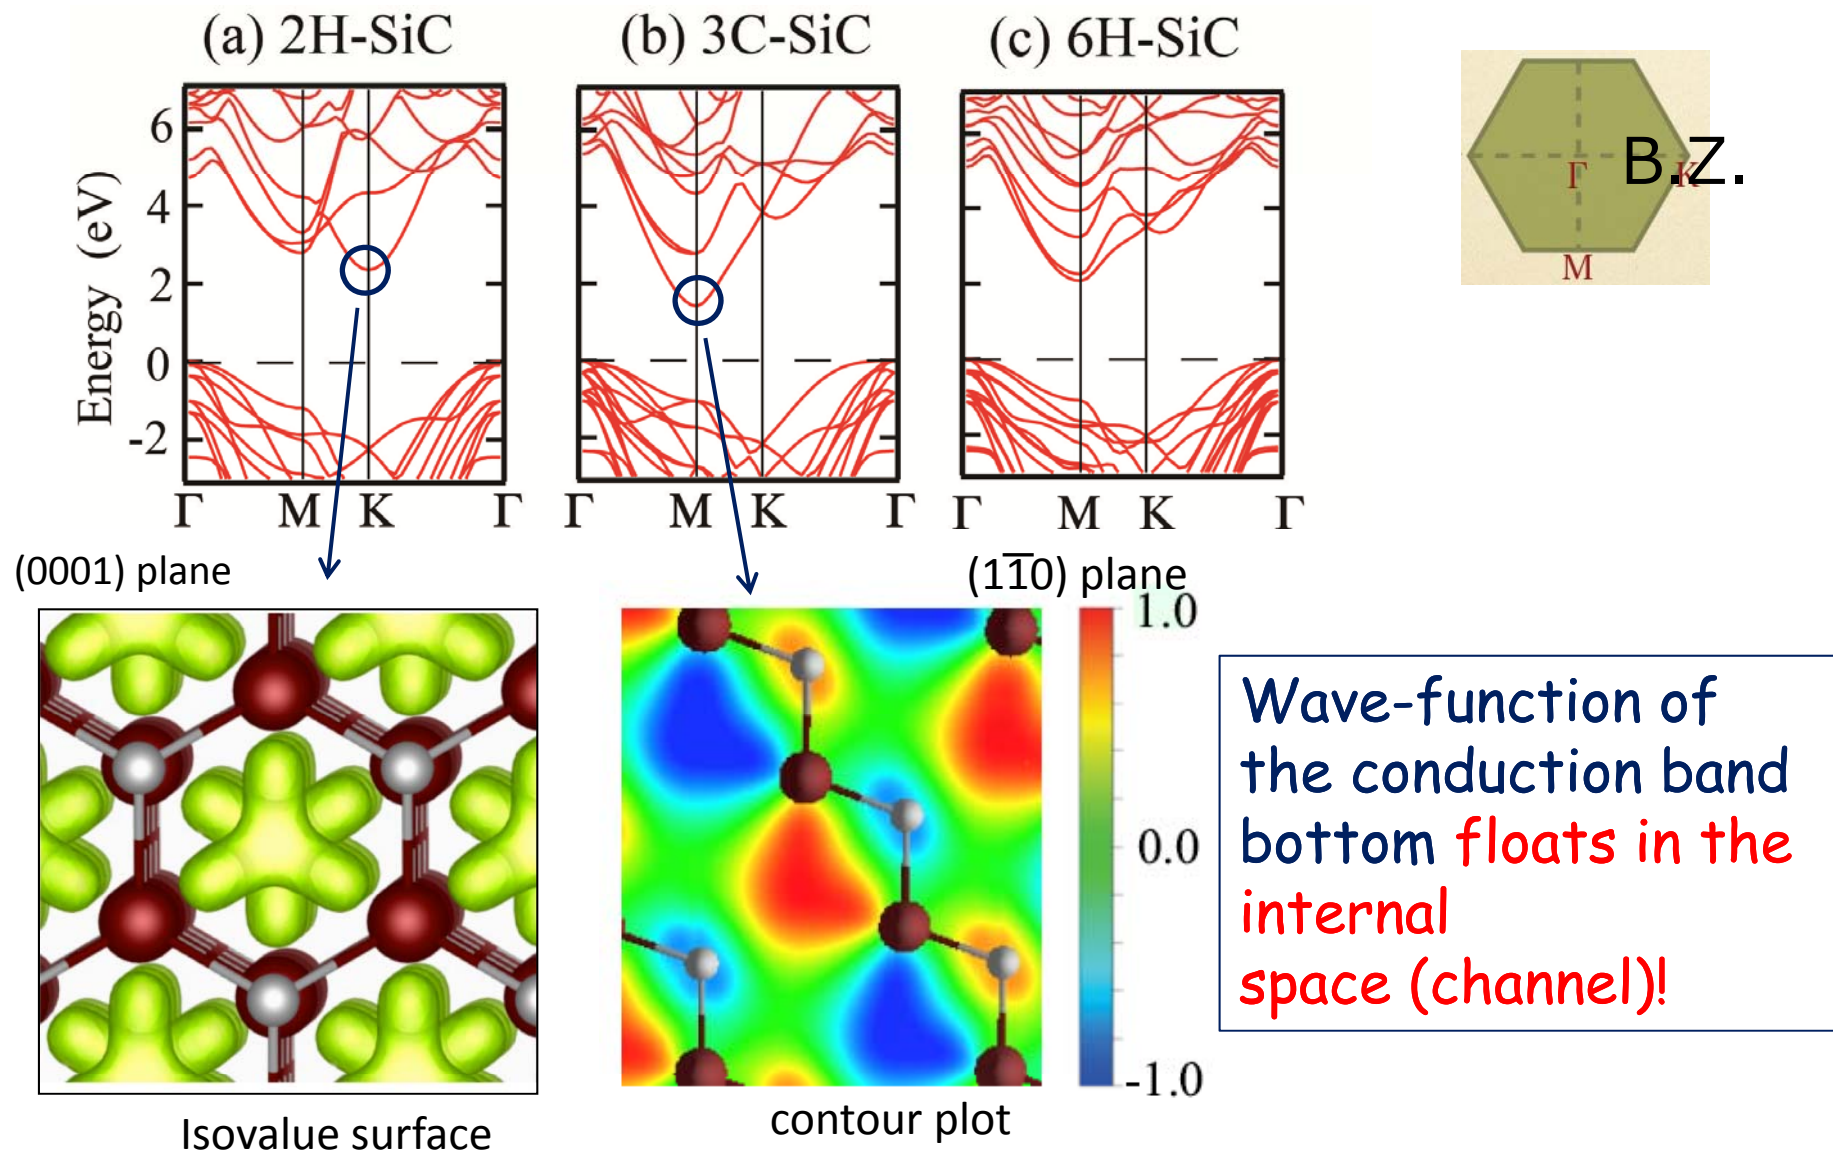 (a) 2H-SiC
(b) 3C-SiC
(c) 6H-SiC
Energy (eV)
6
4
2
0
-2
Γ M K Γ
Γ M K Γ
Γ M K Γ
B.Z.
Γ
K
M
(0001) plane
(11̅0) plane
1.0
0.0
-1.0
Isovalue surface
contour plot
Wave-function of
the conduction band
bottom floats in the
internal
space (channel)!